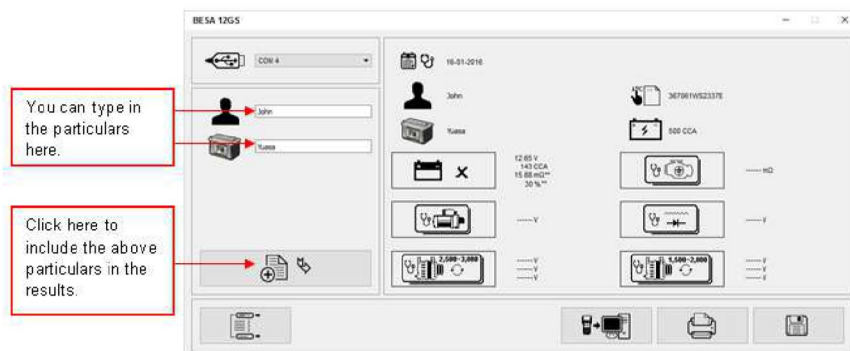 BESA 12GS
COM 4
You can type in
the particulars
here.
John
Yuasa
Click here to
include the above
particulars in the
results.
16-01-2016
John
Yuasa
367861WS2337E
500 CCA
12.65 V
143 CCA
15.88 mΩ**
30 %**
----- mΩ
-----V
-----V
2,500~3,000
-----V
-----V
-----V
1,500~2,000
-----V
-----V
-----V